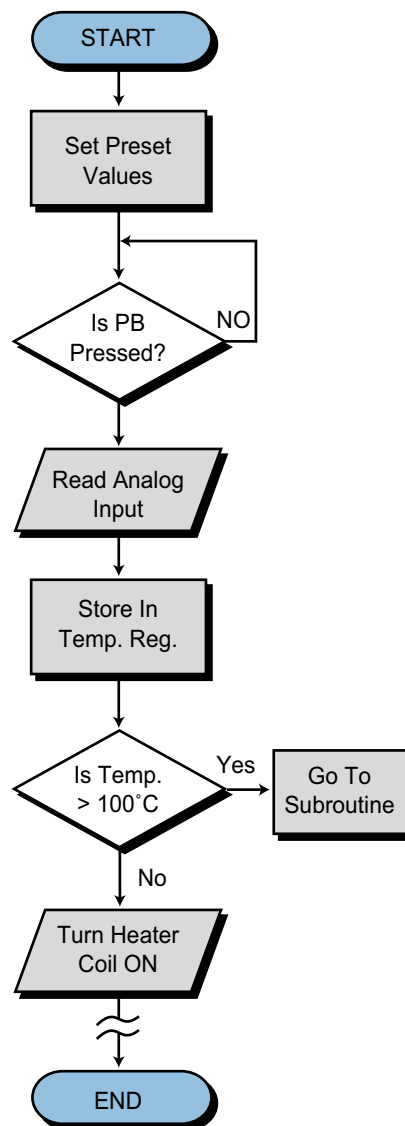 START
Set Preset
Values
Is PB
Pressed?
NO
Read Analog
Input
Store In
Temp. Reg.
Is Temp.
> 100˚C
Yes
Go To
Subroutine
No
Turn Heater
Coil ON
END